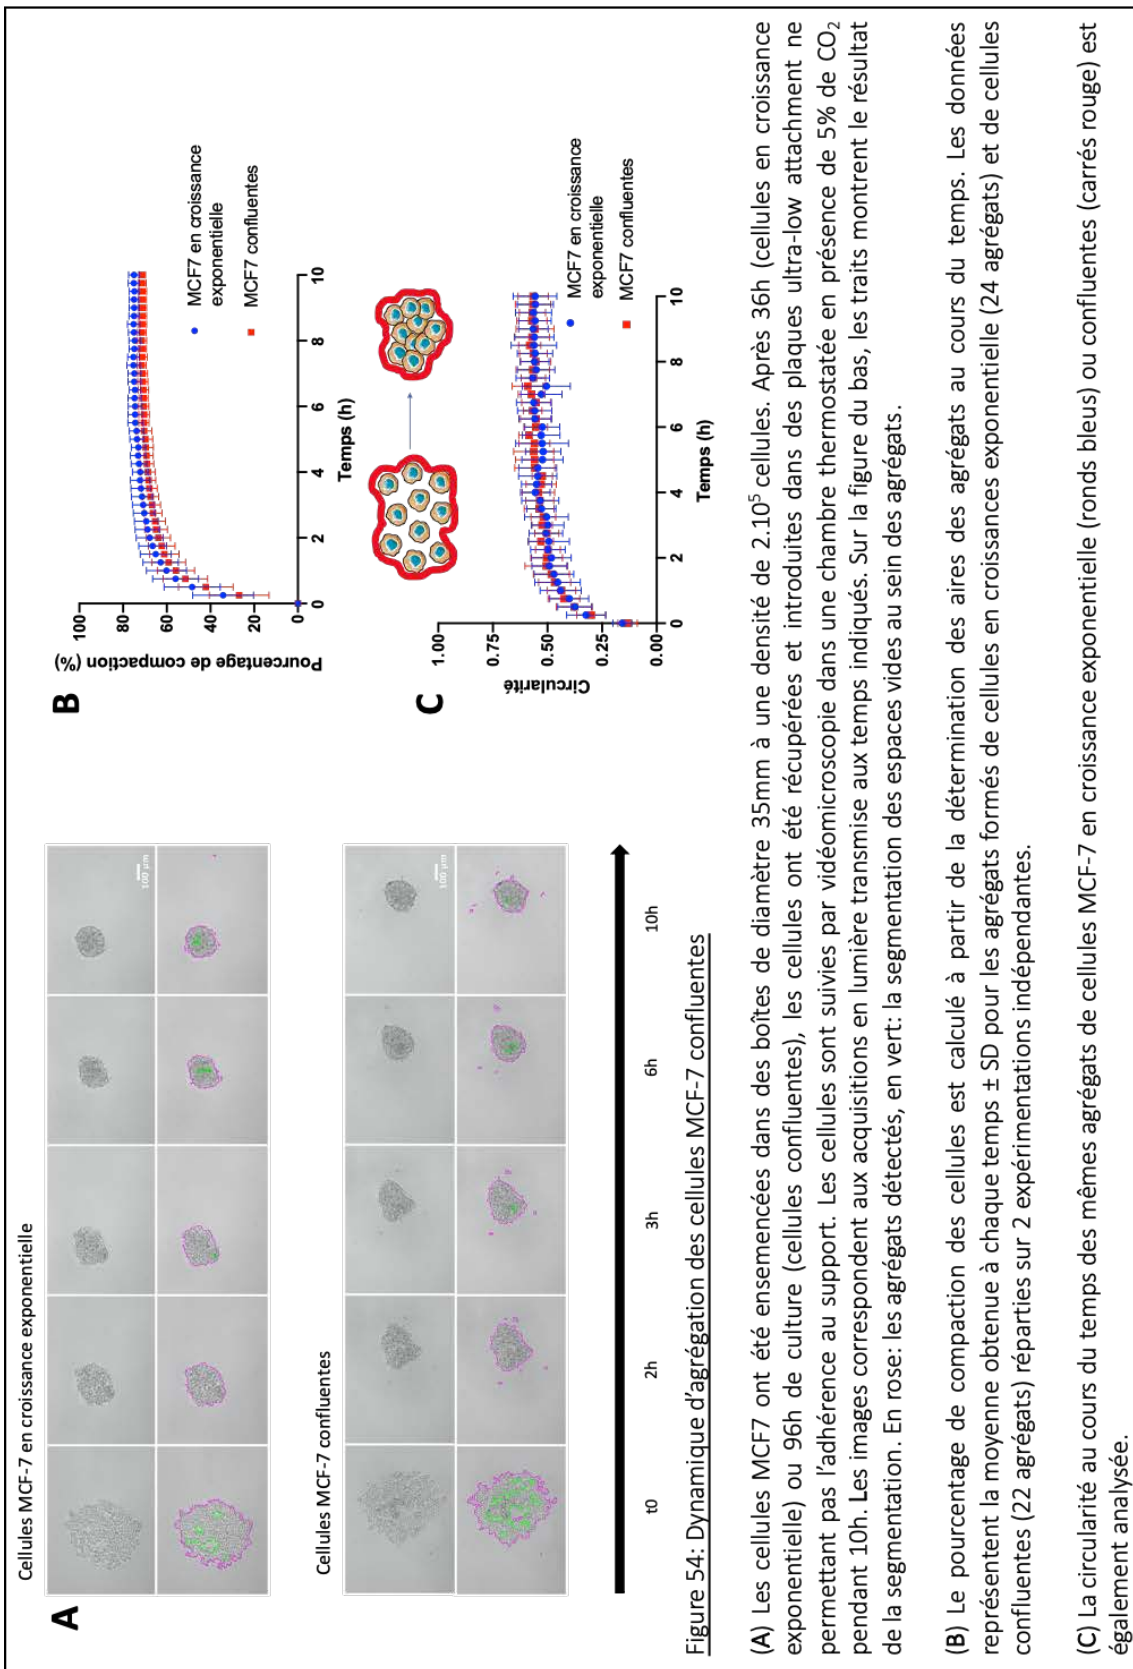 A
Cellules MCF-7 en croissance exponentielle
100 µm
Cellules MCF-7 confluentes
100 µm
t0
2h
3h
6h
10h
B
Pourcentage de compaction (%)
100
80
60
40
20
0
0
2
4
6
8
10
Temps (h)
MCF7 en croissance
exponentielle
MCF7 confluentes
C
Circularité
1.00
0.75
0.50
0.25
0.00
0
2
4
6
8
10
Temps (h)
MCF7 en croissance
exponentielle
MCF7 confluentes
Figure 54: Dynamique d'agrégation des cellules MCF-7 confluentes
(A) Les cellules MCF7 ont été ensemencées dans des boîtes de diamètre 35mm à une densité de 2.10⁵ cellules. Après 36h (cellules en croissance
exponentielle) ou 96h de culture (cellules confluentes), les cellules ont été récupérées et introduites dans des plaques ultra-low attachment ne
permettant pas l'adhérence au support. Les cellules sont suivies par vidéomicroscopie dans une chambre thermostatée en présence de 5% de CO₂
pendant 10h. Les images correspondent aux acquisitions en lumière transmise aux temps indiqués. Sur la figure du bas, les traits montrent le résultat
de la segmentation. En rose: les agrégats détectés, en vert: la segmentation des espaces vides au sein des agrégats.
(B) Le pourcentage de compaction des cellules est calculé à partir de la détermination des aires des agrégats au cours du temps. Les données
représentent la moyenne obtenue à chaque temps ± SD pour les agrégats formés de cellules en croissances exponentielle (24 agrégats) et de cellules
confluentes (22 agrégats) réparties sur 2 expérimentations indépendantes.
(C) La circularité au cours du temps des mêmes agrégats de cellules MCF-7 en croissance exponentielle (ronds bleus) ou confluentes (carrés rouge) est
également analysée.